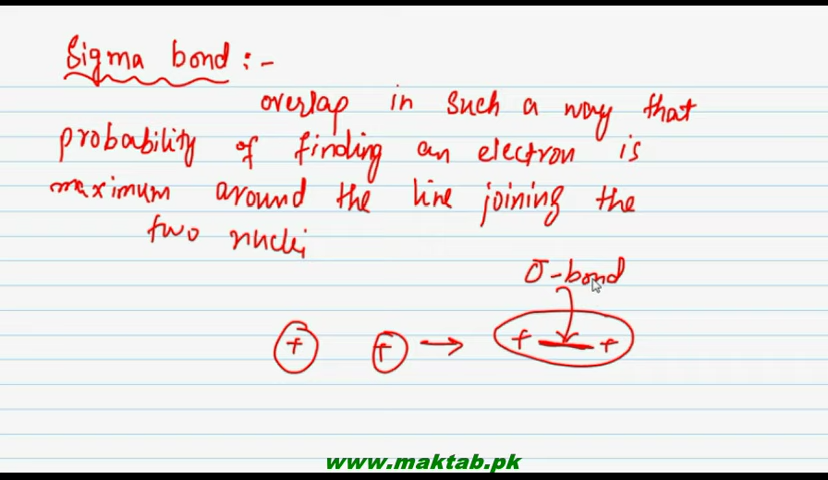 Sigma bond :-
overlap in such a way that
probability of finding an electron is
maximum around the line joining the
two nuclei
σ-bond
+ + → + +
www.maktab.pk